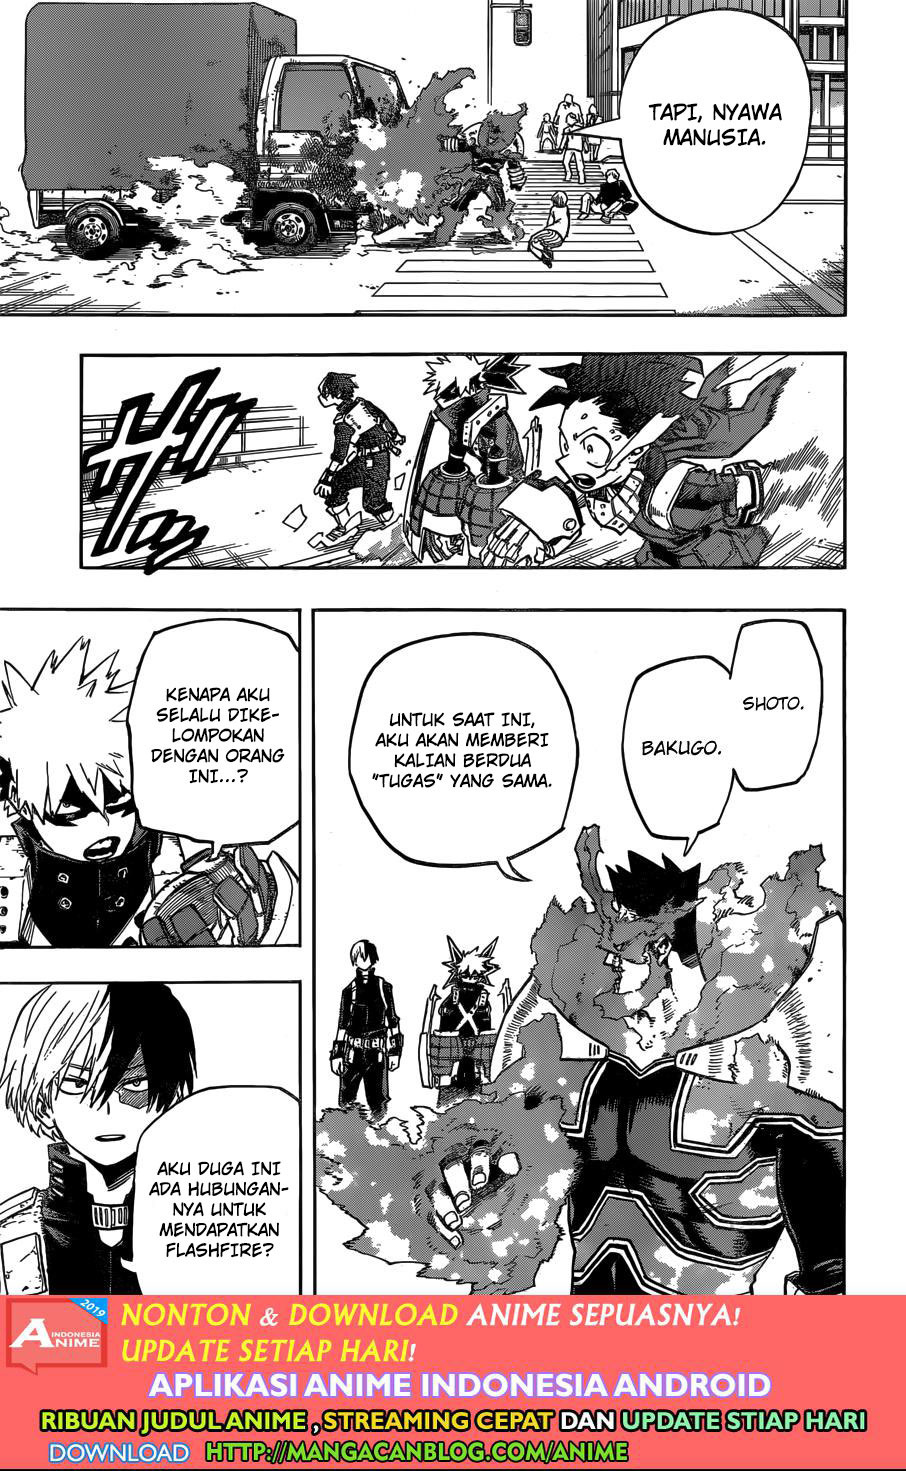 TAPI, NYAWA
MANUSIA.
SHOTO.
BAKUGO.
UNTUK SAAT INI,
AKU AKAN MEMBERI
KALIAN BERDUA
"TUGAS" YANG SAMA.
KENAPA AKU
SELALU DIKE-
LOMPOKAN
DENGAN ORANG
INI...?
AKU DUGA INI
ADA HUBUNGAN-
NYA UNTUK
MENDAPATKAN
FLASHFIRE?
2019
INDONESIA
ANIME
NONTON & DOWNLOAD ANIME SEPUASNYA!
UPDATE SETIAP HARI!
APLIKASI ANIME INDONESIA ANDROID
RIBUAN JUDUL ANIME , STREAMING CEPAT DAN UPDATE STIAP HARI
DOWNLOAD HTTP://MANGACANBLOG.COM/ANIME